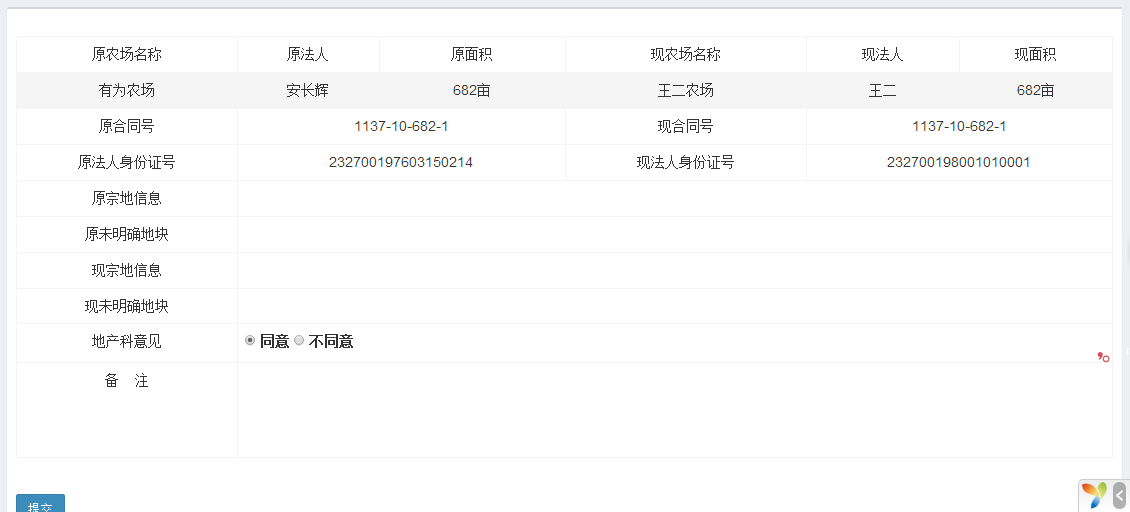 原农场名称 原法人 原面积 现农场名称 现法人 现面积
有为农场 安长辉 682亩 王二农场 王二 682亩
原合同号 1137-10-682-1 现合同号 1137-10-682-1
原法人身份证号 232700197603150214 现法人身份证号 232700198001010001
原宗地信息
原未明确地块
现宗地信息
现未明确地块
地产科意见 同意 不同意
备 注
提交